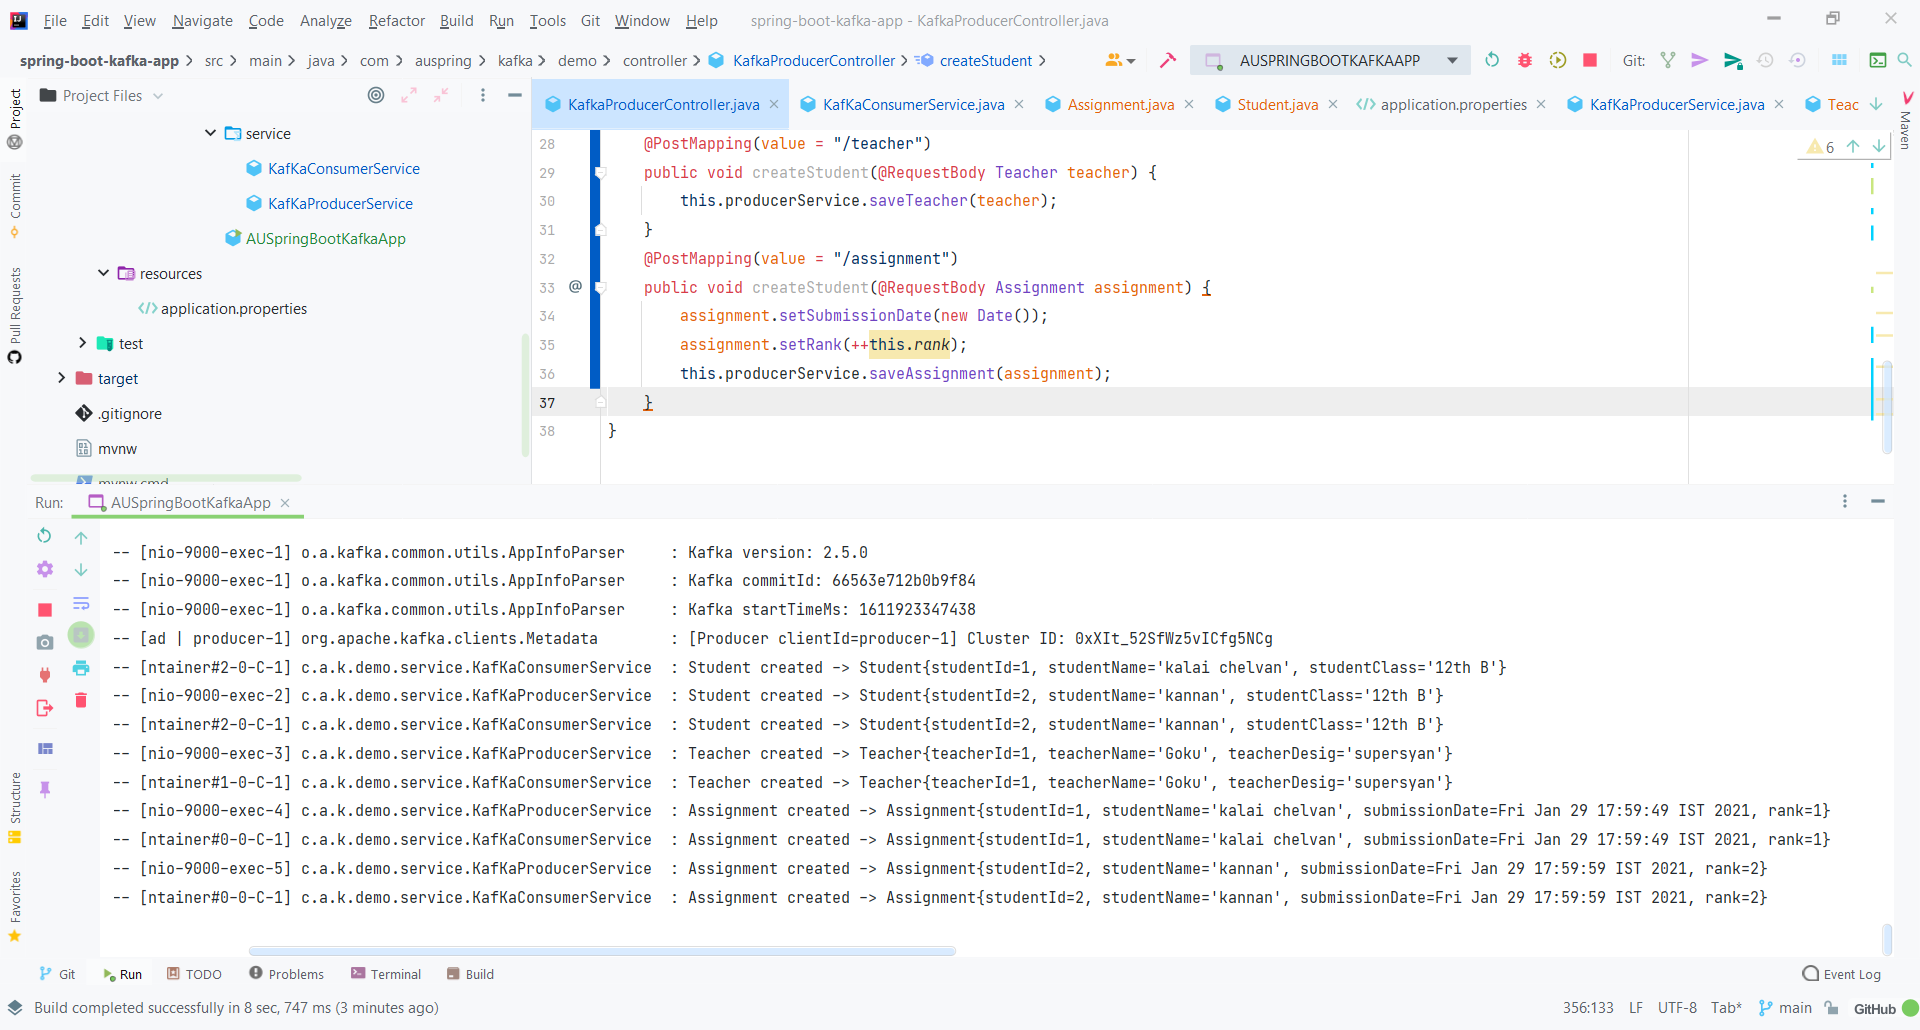 File Edit View Navigate Code Analyze Refactor Build Run Tools Git Window Help spring-boot-kafka-app - KafkaProducerController.java
spring-boot-kafka-app src main java com auspring kafka demo controller KafkaProducerController createStudent AUSPRINGBOOTKAFKAAPP Git:
Project Files
KafkaProducerController.java KafKaConsumerService.java Assignment.java Student.java application.properties KafKaProducerService.java Teac
Project
Commit
Pull Requests
Structure
Favorites
Maven
service
KafKaConsumerService
KafKaProducerService
AUSpringBootKafkaApp
resources
application.properties
test
target
.gitignore
mvnw
mvnw.cmd
6
28 @PostMapping(value = "/teacher")
29 public void createStudent(@RequestBody Teacher teacher) {
30 this.producerService.saveTeacher(teacher);
31 }
32 @PostMapping(value = "/assignment")
33 @ public void createStudent(@RequestBody Assignment assignment) {
34 assignment.setSubmissionDate(new Date());
35 assignment.setRank(++this.rank);
36 this.producerService.saveAssignment(assignment);
37 }
38 }
Run: AUSpringBootKafkaApp
-- [nio-9000-exec-1] o.a.kafka.common.utils.AppInfoParser : Kafka version: 2.5.0
-- [nio-9000-exec-1] o.a.kafka.common.utils.AppInfoParser : Kafka commitId: 66563e712b0b9f84
-- [nio-9000-exec-1] o.a.kafka.common.utils.AppInfoParser : Kafka startTimeMs: 1611923347438
-- [ad | producer-1] org.apache.kafka.clients.Metadata : [Producer clientId=producer-1] Cluster ID: 0xXIt_52SfWz5vICfg5NCg
-- [ntainer#2-0-C-1] c.a.k.demo.service.KafKaConsumerService : Student created -> Student{studentId=1, studentName='kalai chelvan', studentClass='12th B'}
-- [nio-9000-exec-2] c.a.k.demo.service.KafKaProducerService : Student created -> Student{studentId=2, studentName='kannan', studentClass='12th B'}
-- [ntainer#2-0-C-1] c.a.k.demo.service.KafKaConsumerService : Student created -> Student{studentId=2, studentName='kannan', studentClass='12th B'}
-- [nio-9000-exec-3] c.a.k.demo.service.KafKaProducerService : Teacher created -> Teacher{teacherId=1, teacherName='Goku', teacherDesig='supersyan'}
-- [ntainer#1-0-C-1] c.a.k.demo.service.KafKaConsumerService : Teacher created -> Teacher{teacherId=1, teacherName='Goku', teacherDesig='supersyan'}
-- [nio-9000-exec-4] c.a.k.demo.service.KafKaProducerService : Assignment created -> Assignment{studentId=1, studentName='kalai chelvan', submissionDate=Fri Jan 29 17:59:49 IST 2021, rank=1}
-- [ntainer#0-0-C-1] c.a.k.demo.service.KafKaConsumerService : Assignment created -> Assignment{studentId=1, studentName='kalai chelvan', submissionDate=Fri Jan 29 17:59:49 IST 2021, rank=1}
-- [nio-9000-exec-5] c.a.k.demo.service.KafKaProducerService : Assignment created -> Assignment{studentId=2, studentName='kannan', submissionDate=Fri Jan 29 17:59:59 IST 2021, rank=2}
-- [ntainer#0-0-C-1] c.a.k.demo.service.KafKaConsumerService : Assignment created -> Assignment{studentId=2, studentName='kannan', submissionDate=Fri Jan 29 17:59:59 IST 2021, rank=2}
Git Run TODO Problems Terminal Build Event Log
Build completed successfully in 8 sec, 747 ms (3 minutes ago) 356:133 LF UTF-8 Tab* main GitHub